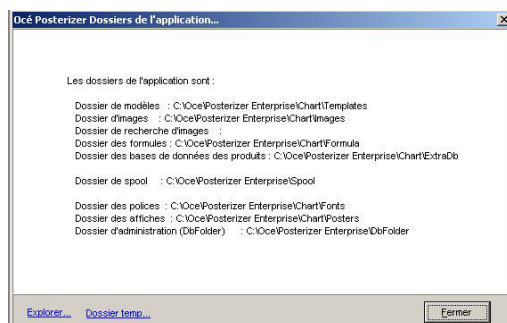 Océ Posterizer Dossiers de l'application...
Les dossiers de l'application sont :
Dossier de modèles : C:\Oce\Posterizer Enterprise\Chart\Templates
Dossier d'images : C:\Oce\Posterizer Enterprise\Chart\Images
Dossier de recherche d'images :
Dossier des formules : C:\Oce\Posterizer Enterprise\Chart\Formula
Dossier des bases de données des produits : C:\Oce\Posterizer Enterprise\Chart\ExtraDb
Dossier de spool : C:\Oce\Posterizer Enterprise\Spool
Dossier des polices : C:\Oce\Posterizer Enterprise\Chart\Fonts
Dossier des affiches : C:\Oce\Posterizer Enterprise\Chart\Posters
Dossier d'administration (DbFolder) : C:\Oce\Posterizer Enterprise\DbFolder
Explorer... Dossier temp... Fermer